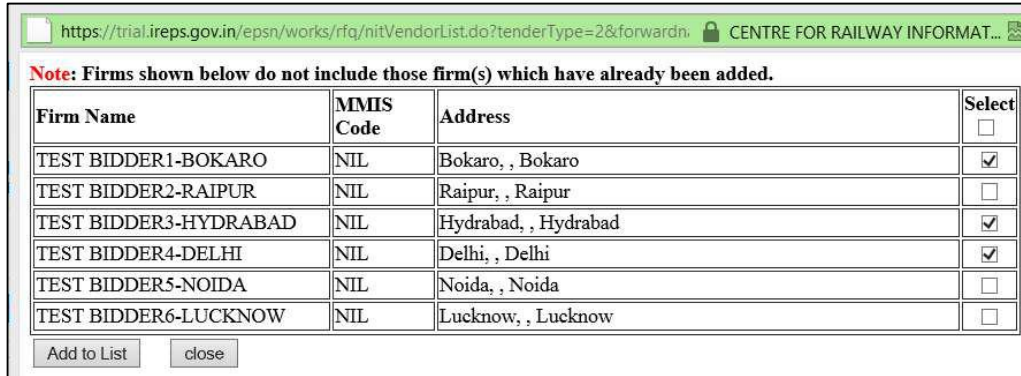 https://trial.ireps.gov.in/epsn/works/rfq/nitVendorList.do?tenderType=2&forwardn CENTRE FOR RAILWAY INFORMAT...
Note: Firms shown below do not include those firm(s) which have already been added.
Firm Name MMIS Code Address Select
TEST BIDDER1-BOKARO NIL Bokaro, , Bokaro
TEST BIDDER2-RAIPUR NIL Raipur, , Raipur
TEST BIDDER3-HYDRABAD NIL Hydrabad, , Hydrabad
TEST BIDDER4-DELHI NIL Delhi, , Delhi
TEST BIDDER5-NOIDA NIL Noida, , Noida
TEST BIDDER6-LUCKNOW NIL Lucknow, , Lucknow
Add to List close